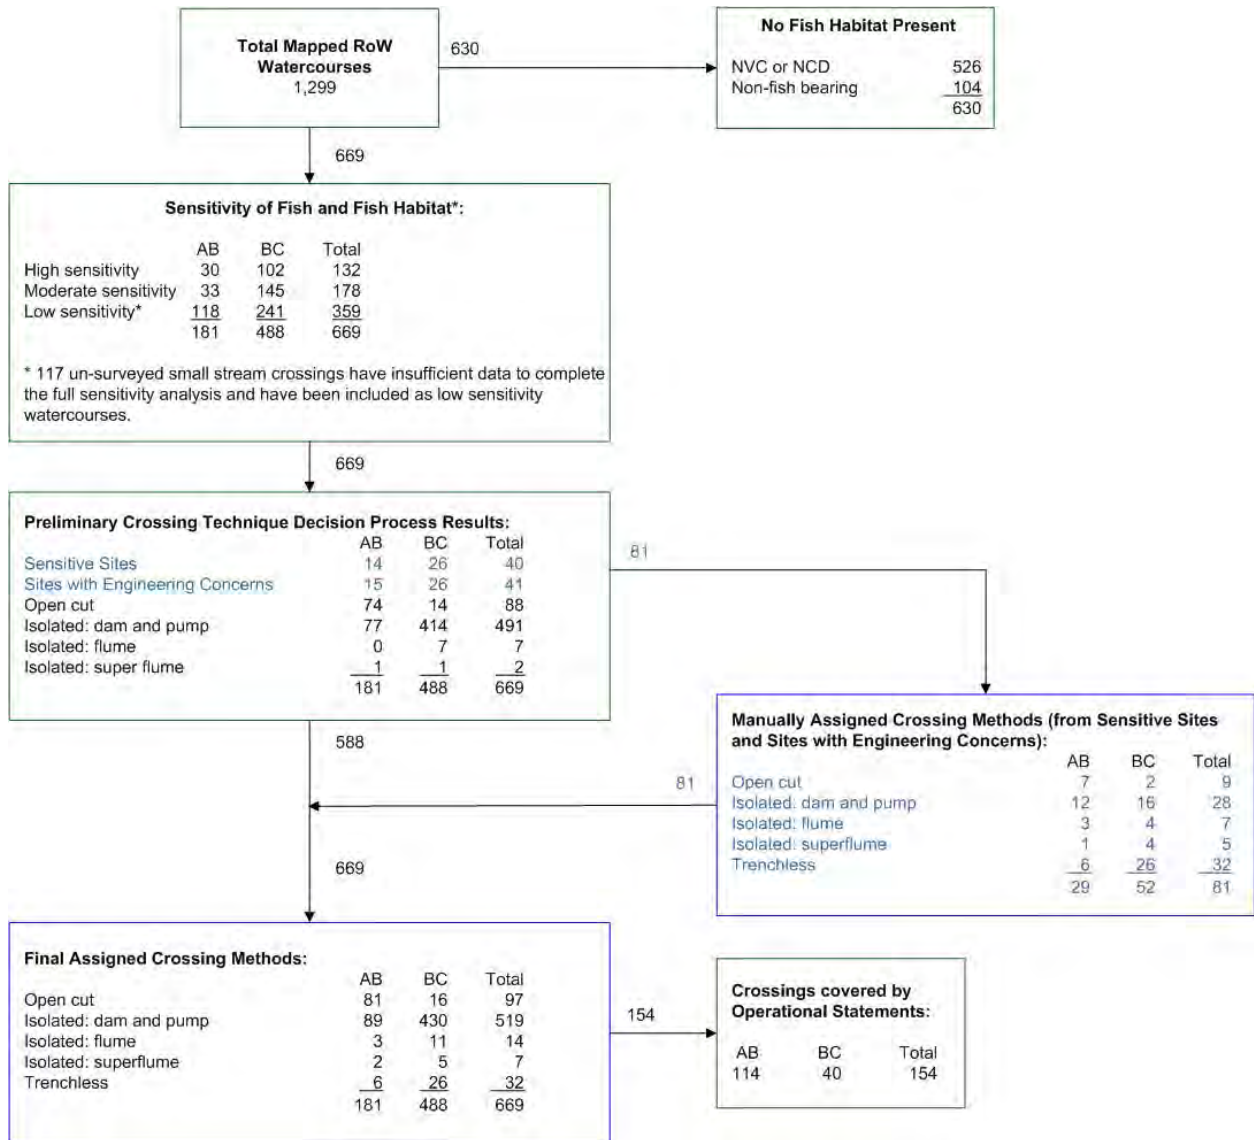 Total Mapped RoW
Watercourses
1,299
630
No Fish Habitat Present
NVC or NCD 526
Non-fish bearing 104
630
669
Sensitivity of Fish and Fish Habitat*:
AB BC Total
High sensitivity 30 102 132
Moderate sensitivity 33 145 178
Low sensitivity* 118 241 359
181 488 669
* 117 un-surveyed small stream crossings have insufficient data to complete
the full sensitivity analysis and have been included as low sensitivity
watercourses.
669
Preliminary Crossing Technique Decision Process Results:
AB BC Total
Sensitive Sites 14 26 40
Sites with Engineering Concerns 15 26 41
Open cut 74 14 88
Isolated: dam and pump 77 414 491
Isolated: flume 0 7 7
Isolated: super flume 1 1 2
181 488 669
81
588
Manually Assigned Crossing Methods (from Sensitive Sites
and Sites with Engineering Concerns):
AB BC Total
Open cut 7 2 9
Isolated: dam and pump 12 16 28
Isolated: flume 3 4 7
Isolated: superflume 1 4 5
Trenchless 6 26 32
29 52 81
81
669
Final Assigned Crossing Methods:
AB BC Total
Open cut 81 16 97
Isolated: dam and pump 89 430 519
Isolated: flume 3 11 14
Isolated: superflume 2 5 7
Trenchless 6 26 32
181 488 669
154
Crossings covered by
Operational Statements:
AB BC Total
114 40 154